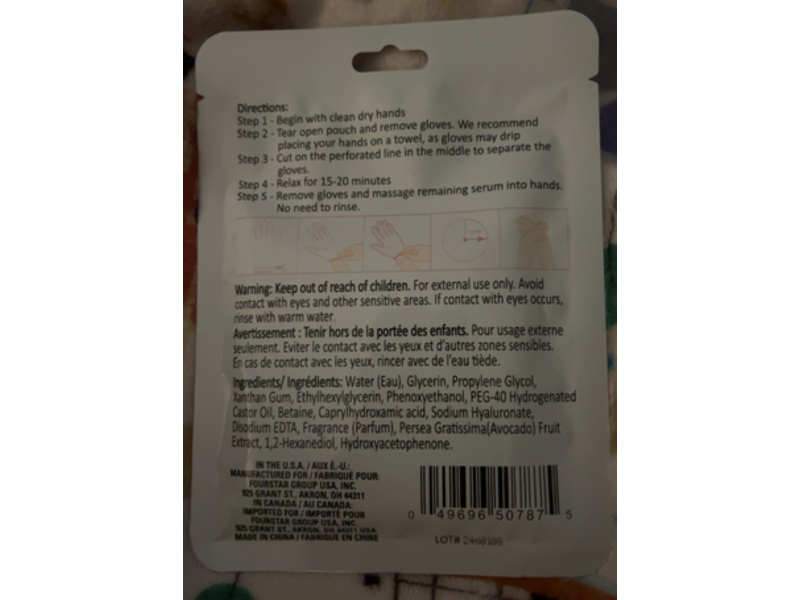 Directions:
Step 1 - Begin with clean dry hands
Step 2 - Tear open pouch and remove gloves. We recommend
placing your hands on a towel, as gloves may drip
Step 3 - Cut on the perforated line in the middle to separate the
gloves.
Step 4 - Relax for 15-20 minutes
Step 5 - Remove gloves and massage remaining serum into hands.
No need to rinse.
Warning: Keep out of reach of children. For external use only. Avoid
contact with eyes and other sensitive areas. If contact with eyes occurs,
rinse with warm water.
Avertissement : Tenir hors de la portée des enfants. Pour usage externe
seulement. Eviter le contact avec les yeux et d'autres zones sensibles.
En cas de contact avec les yeux, rincer avec de l'eau tiède.
Ingredients/ Ingrédients: Water (Eau), Glycerin, Propylene Glycol,
Xanthan Gum, Ethylhexylglycerin, Phenoxyethanol, PEG-40 Hydrogenated
Castor Oil, Betaine, Caprylhydroxamic acid, Sodium Hyaluronate,
Disodium EDTA, Fragrance (Parfum), Persea Gratissima(Avocado) Fruit
Extract, 1,2-Hexanediol, Hydroxyacetophenone.
IN THE U.S.A. / AUX É.-U.:
MANUFACTURED FOR / FABRIQUÉ POUR:
FOURSTAR GROUP USA, INC.
925 GRANT ST., AKRON, OH 44311
IN CANADA / AU CANADA:
IMPORTED FOR / IMPORTÉ POUR
FOURSTAR GROUP USA, INC.
925 GRANT ST., AKRON, OH 44311 USA
MADE IN CHINA / FABRIQUÉ EN CHINE
0 49696 50787 5
LOT# 2460188